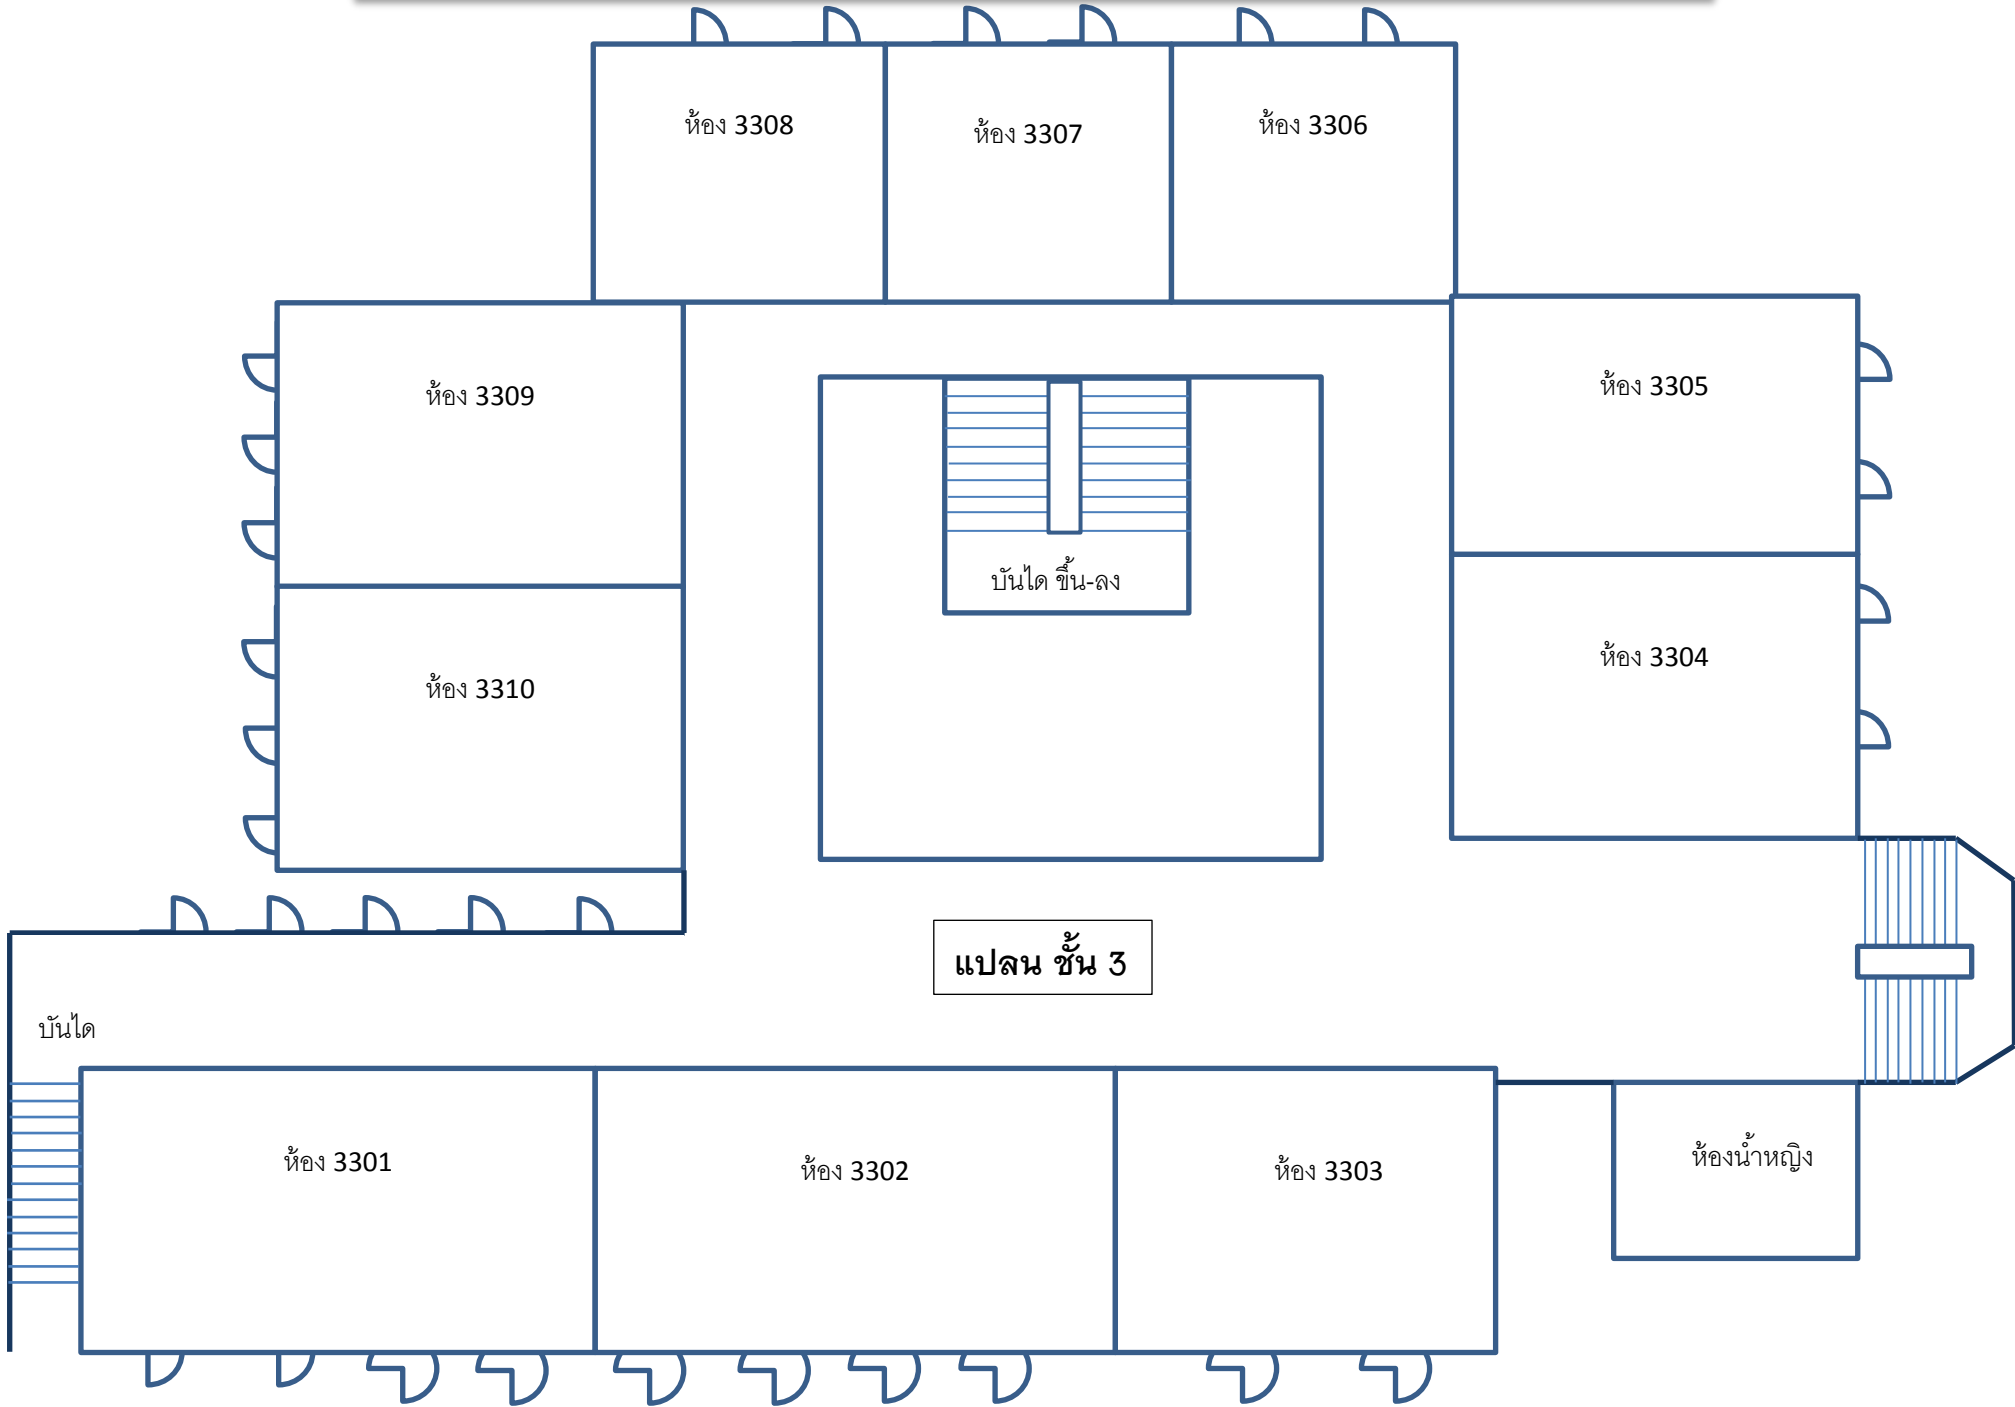 ห้อง 3308
ห้อง 3307
ห้อง 3306
ห้อง 3309
ห้อง 3305
บันได ขึ้น-ลง
ห้อง 3304
ห้อง 3310
แปลน ชั้น 3
บันได
ห้อง 3301
ห้อง 3302
ห้อง 3303
ห้องน้ำหญิง